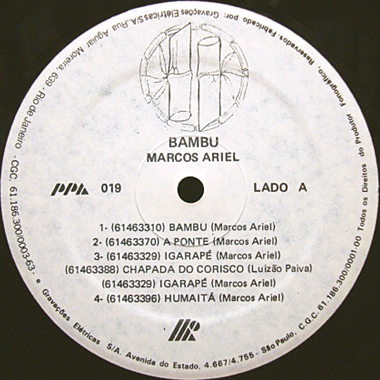 BAMBU
MARCOS ARIEL
PPA 019 LADO A
1- (61463310) BAMBU (Marcos Ariel)
2- (61463370) A PONTE (Marcos Ariel)
3- (61463329) IGARAPÉ (Marcos Ariel)
(61463388) CHAPADA DO CORISCO (Luizão Paiva)
(61463329) IGARAPÉ (Marcos Ariel)
4- (61463396) HUMAITÁ (Marcos Ariel)
e Gravações Elétricas S/A. Avenida do Estado, 4.667/4.755 - São Paulo, C.G.C. 61.186.300/0001.00 Todos os Direitos do Produtor Fonográfico. Reservados. Fabricado por: Gravações Elétricas S/A. Rua Aguiar Moreira, 639 - Rio de Janeiro - CGC. 61.186.300/0003-63 -